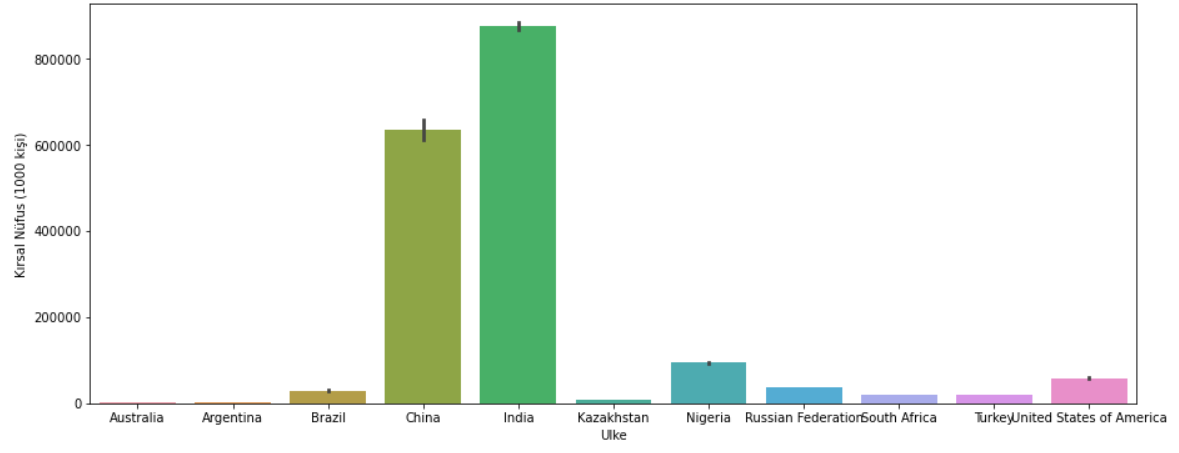 800000
600000
400000
200000
0
Kırsal Nüfus (1000 kişi)
Australia Argentina Brazil China India Kazakhstan Nigeria Russian Federation South Africa Turkey United States of America
Ulke